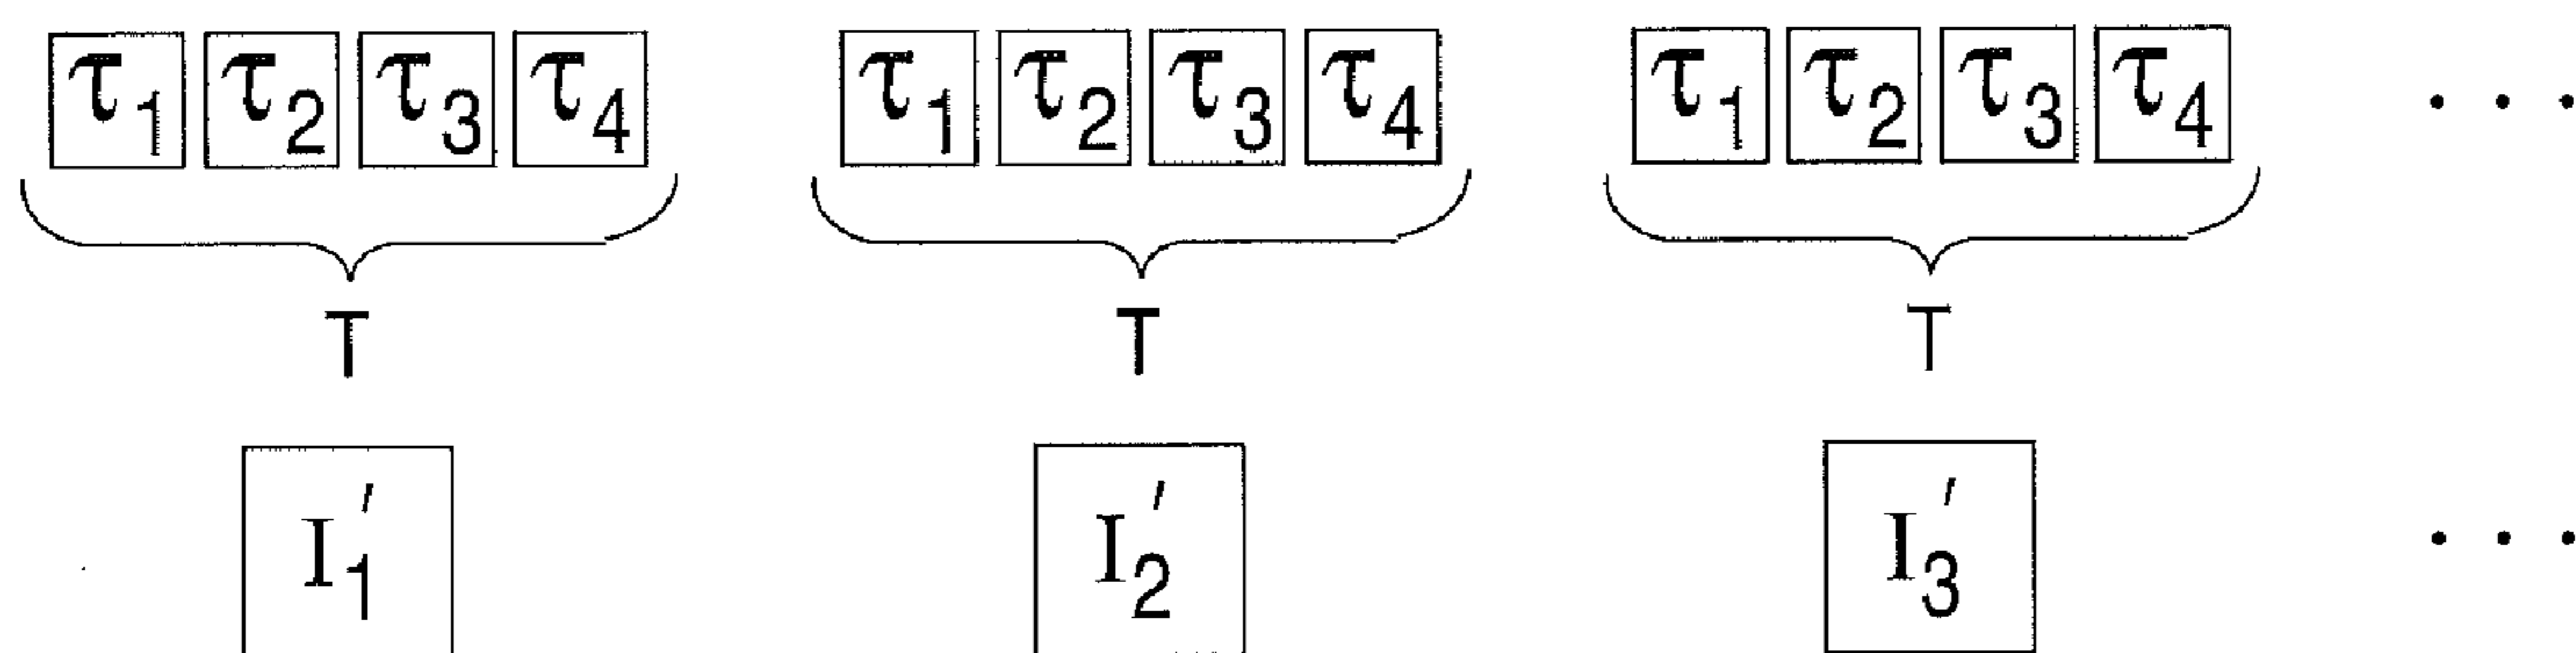 τ1 τ2 τ3 τ4 τ1 τ2 τ3 τ4 τ1 τ2 τ3 τ4 . . .
T T T
I1′ I2′ I3′ . . .